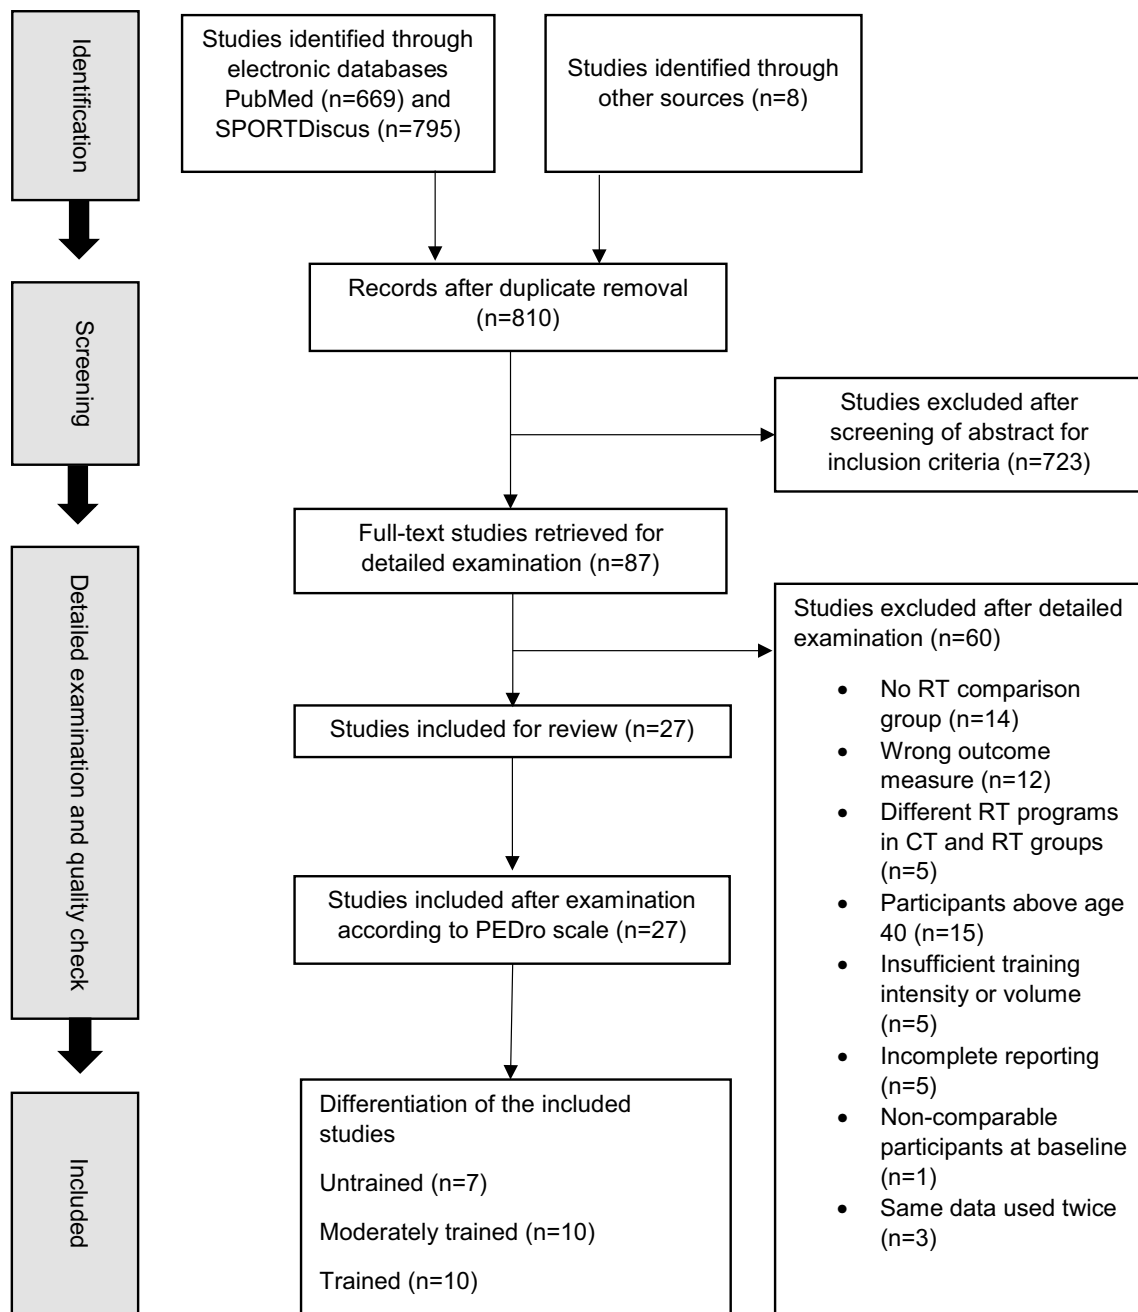 Identification
Studies identified through
electronic databases
PubMed (n=669) and
SPORTDiscus (n=795)
Studies identified through
other sources (n=8)
Records after duplicate removal
(n=810)
Screening
Studies excluded after
screening of abstract for
inclusion criteria (n=723)
Full-text studies retrieved for
detailed examination (n=87)
Detailed examination and quality check
Studies excluded after detailed
examination (n=60)
• No RT comparison
group (n=14)
• Wrong outcome
measure (n=12)
• Different RT programs
in CT and RT groups
(n=5)
• Participants above age
40 (n=15)
• Insufficient training
intensity or volume
(n=5)
• Incomplete reporting
(n=5)
• Non-comparable
participants at baseline
(n=1)
• Same data used twice
(n=3)
Studies included for review (n=27)
Studies included after examination
according to PEDro scale (n=27)
Included
Differentiation of the included
studies
Untrained (n=7)
Moderately trained (n=10)
Trained (n=10)